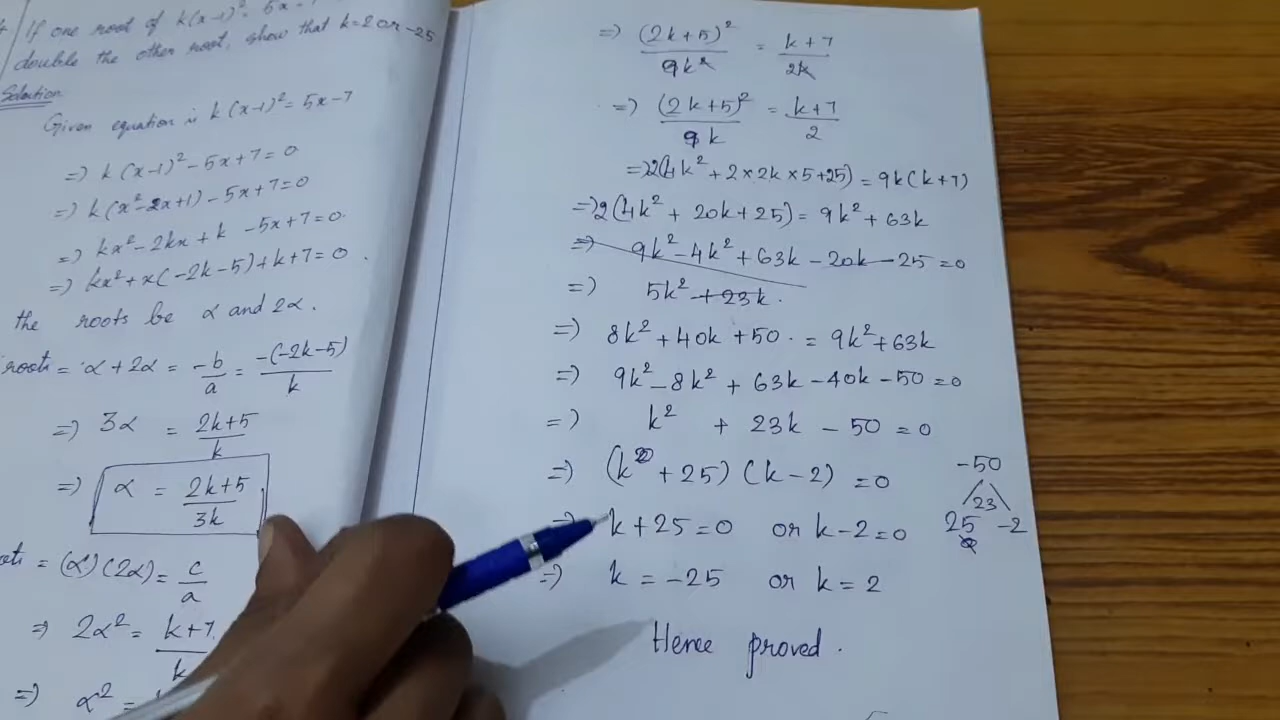 If one root of k(x-1)² = 5x - 7
double the other root, show that k=2 or -25
Solution
Given equation is k(x-1)² = 5x-7
=) k(x-1)² - 5x + 7 = 0
=) k(x² - 2x + 1) - 5x + 7 = 0
=) kx² - 2kx + k - 5x + 7 = 0.
=) kx² + x(-2k-5) + k + 7 = 0.
the roots be α and 2α.
roots = α + 2α = -b/a = -(-2k-5)/k
=) 3α = (2k+5)/k
=) α = (2k+5)/3k
= (α)(2α) = c/a
=) 2α² = (k+7)/k
=) α² =
=) (2k+5)²/9k² = (k+7)/2k
=) (2k+5)²/9k = (k+7)/2
=) 2(4k² + 2×2k×5+25) = 9k(k+7)
=) 2(4k² + 20k + 25) = 9k² + 63k
=) 9k² - 4k² + 63k - 20k - 25 = 0
=) 5k² + 23k.
=) 8k² + 40k + 50 = 9k² + 63k
=) 9k² - 8k² + 63k - 40k - 50 = 0
=) k² + 23k - 50 = 0
=) (k + 25)(k - 2) = 0
=) k + 25 = 0 or k - 2 = 0
=) k = -25 or k = 2
Hence proved.
-50
23
25 -2